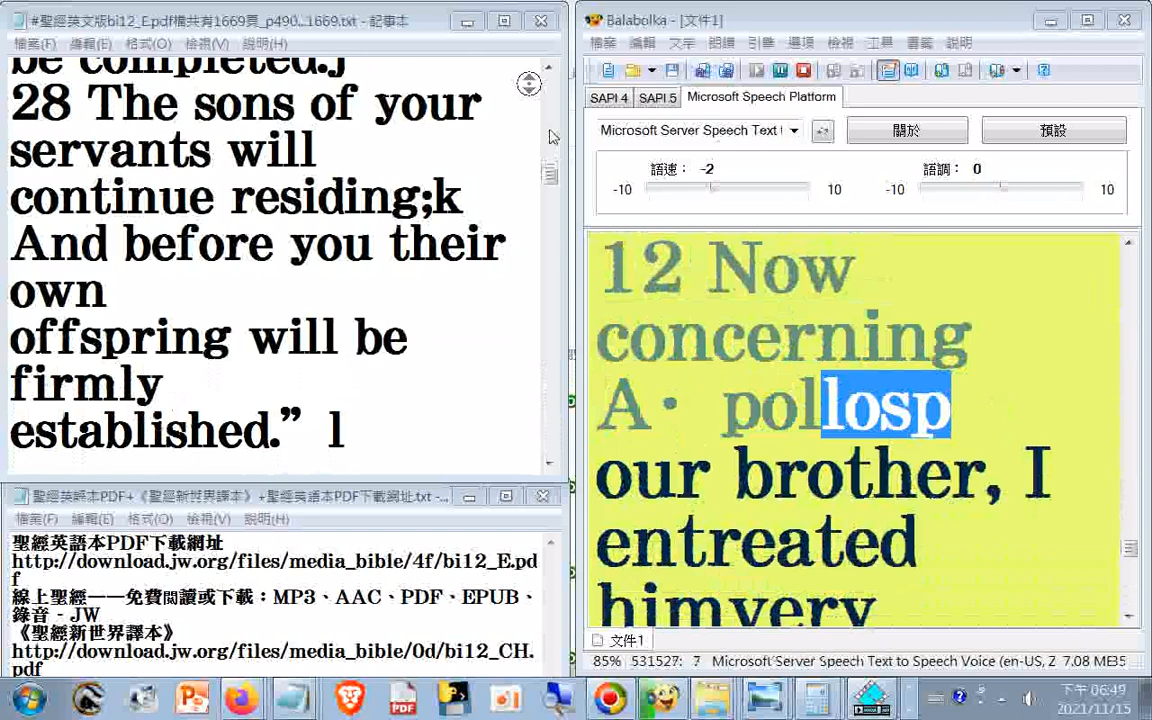 #聖經英文版bi12_E.pdf檔共有1669頁_p490...1669.txt - 記事本
檔案(F) 編輯(E) 格式(O) 檢視(V) 說明(H)
be completed.j
28 The sons of your
servants will
continue residing;k
And before you their
own
offspring will be
firmly
established.” l
聖經英語本PDF+《聖經新世界譯本》+聖經英語本PDF下載網址.txt - ...
檔案(F) 編輯(E) 格式(O) 檢視(V) 說明(H)
聖經英語本PDF下載網址
http://download.jw.org/files/media_bible/4f/bi12_E.pd
f
線上聖經——免費閱讀或下載：MP3、AAC、PDF、EPUB、
錄音 - JW
《聖經新世界譯本》
http://download.jw.org/files/media_bible/0d/bi12_CH.
pdf
Balabolka - [文件1]
檔案 編輯 文字 朗讀 引擎 選項 檢視 工具 書籤 說明
SAPI 4 SAPI 5 Microsoft Speech Platform
Microsoft Server Speech Text 關於 預設
語速： -2 語調： 0
-10 10 -10 10
12 Now
concerning
A· pollosp
our brother, I
entreated
himvery
文件1
85% 531527: 7 Microsoft Server Speech Text to Speech Voice (en-US, Z 7.08 MB
PDF
下午 06:49
2021/11/15